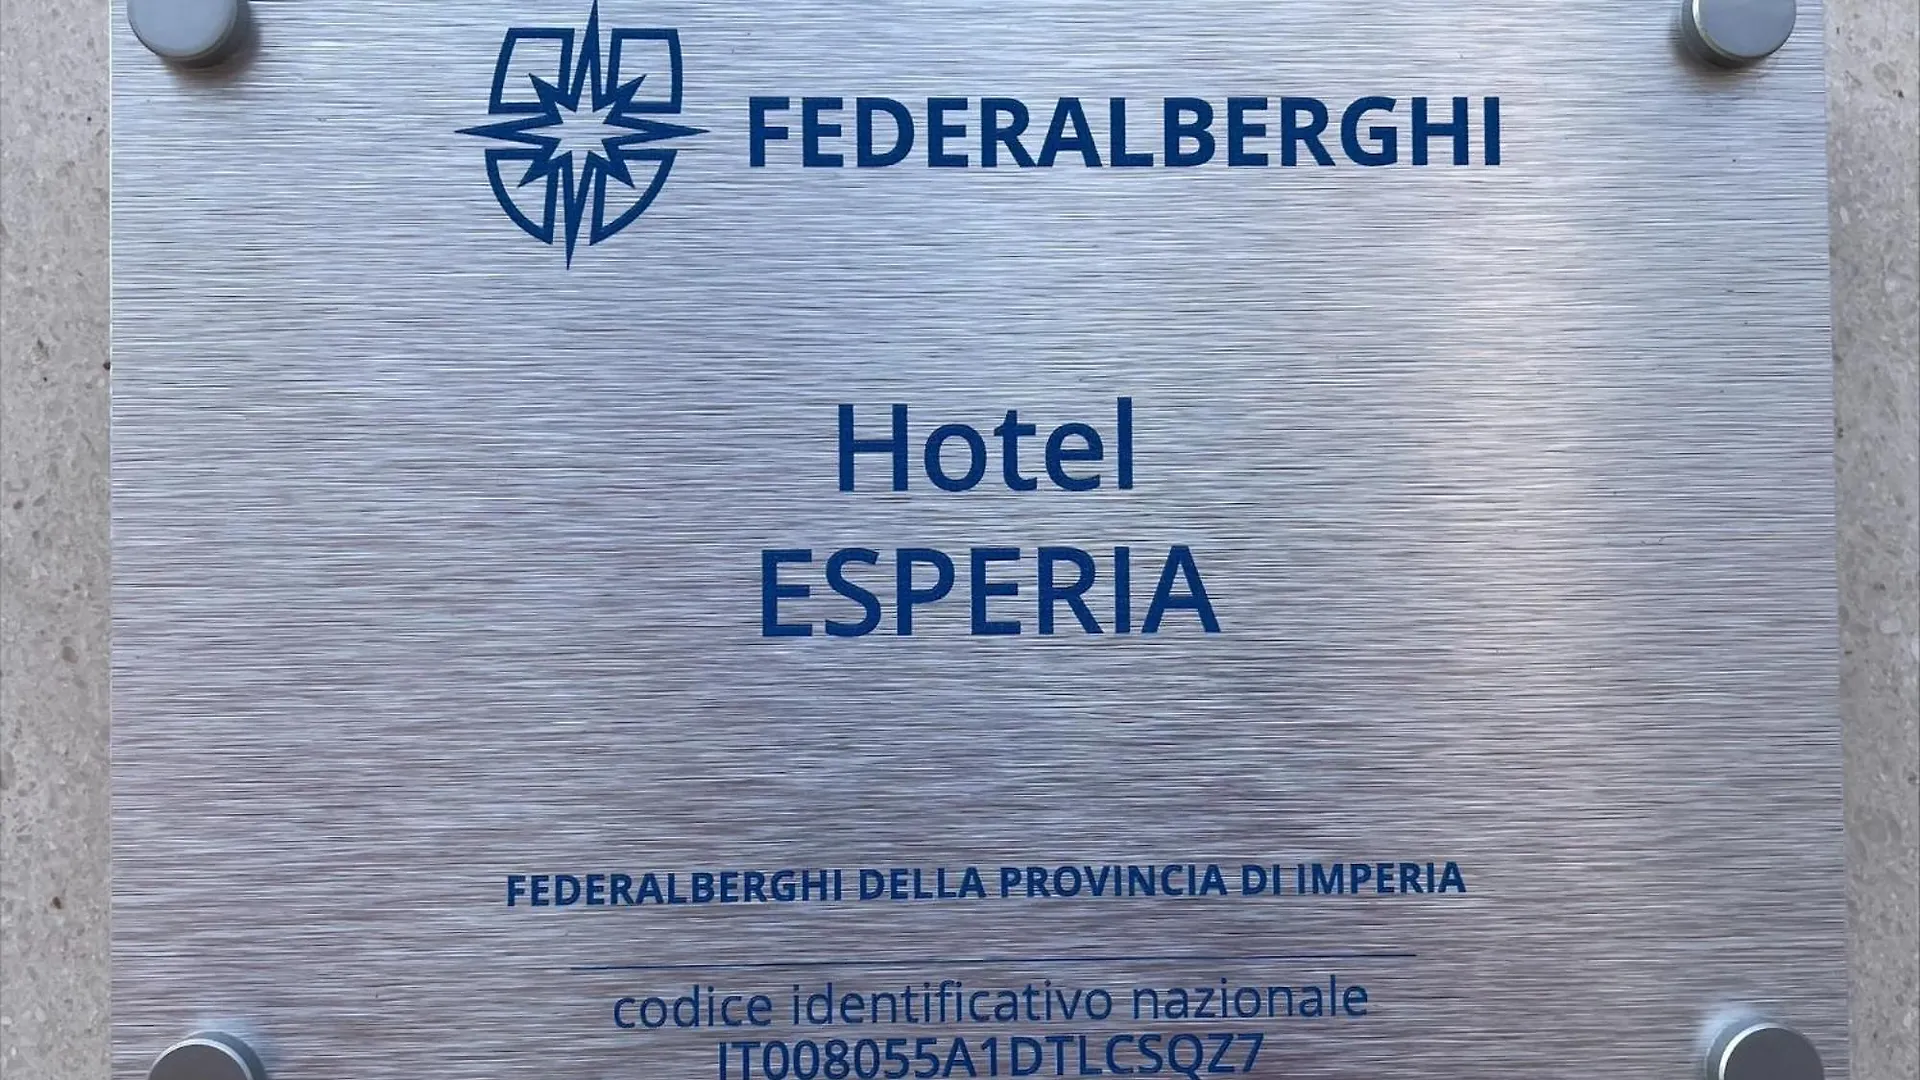 FEDERALBERGHI
Hotel
ESPERIA
FEDERALBERGHI DELLA PROVINCIA DI IMPERIA
codice identificativo nazionale
IT008055A1DTLCSQZ7